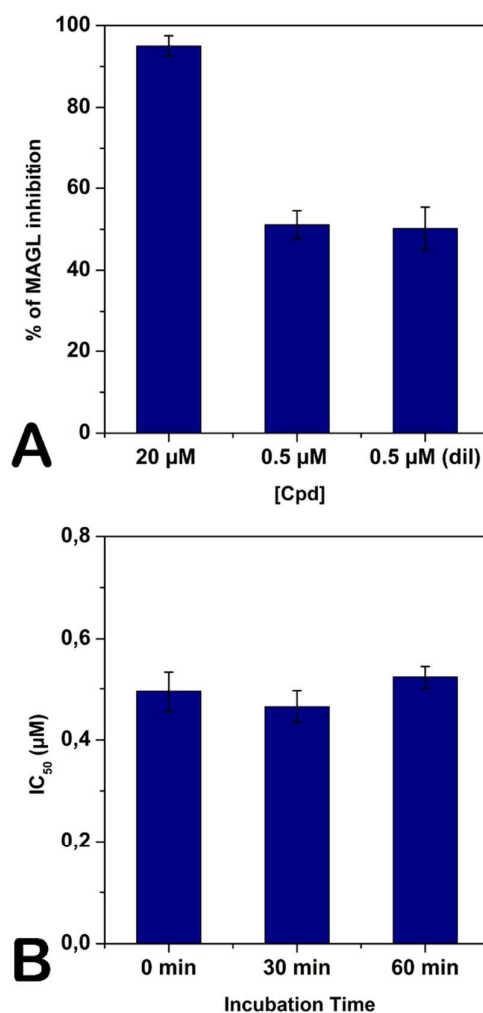 100
80
60
40
20
0
% of MAGL inhibition
20 µM 0.5 µM 0.5 µM (dil)
[Cpd]
A
0,8
0,6
0,4
0,2
0,0
IC50 (µM)
0 min 30 min 60 min
Incubation Time
B